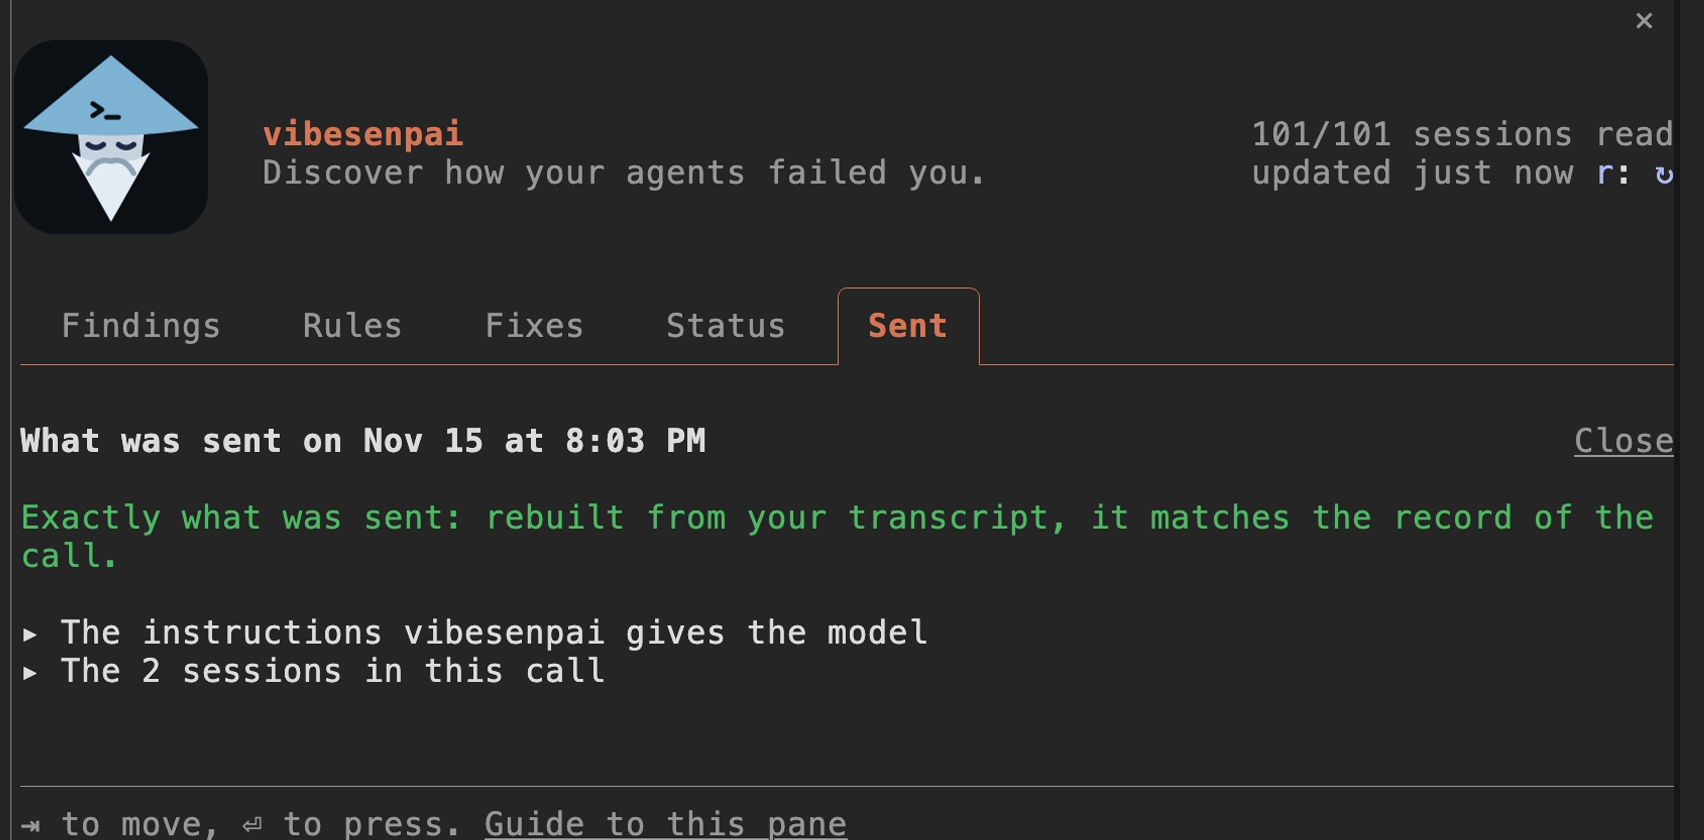 ×
>_
vibesenpai
101/101 sessions read
Discover how your agents failed you.
updated just now r: ↻
Findings Rules Fixes Status Sent
What was sent on Nov 15 at 8:03 PM Close
Exactly what was sent: rebuilt from your transcript, it matches the record of the
call.
▸ The instructions vibesenpai gives the model
▸ The 2 sessions in this call
⇥ to move, ⏎ to press. Guide to this pane